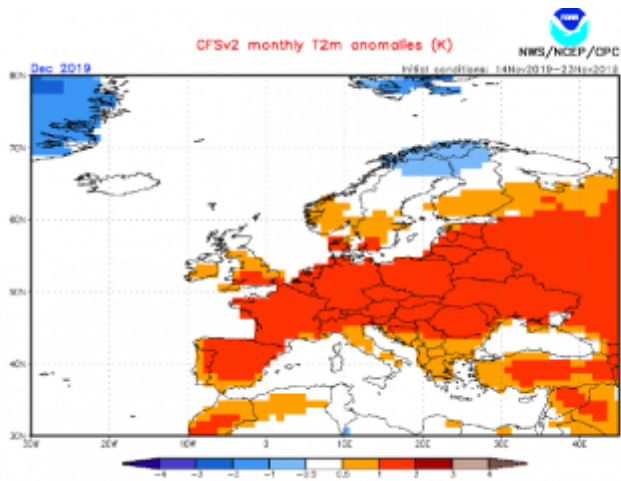 CFSv2 monthly T2m anomalies (K)
NWS/NCEP/CPC
Dec 2019
Initial conditions: 14Nov2019-23Nov2019
80N
70N
60N
50N
40N
30N
30W
20W
10W
0
10E
20E
30E
40E
-4
-3
-2
-1
-0.5
0.5
1
2
3
4